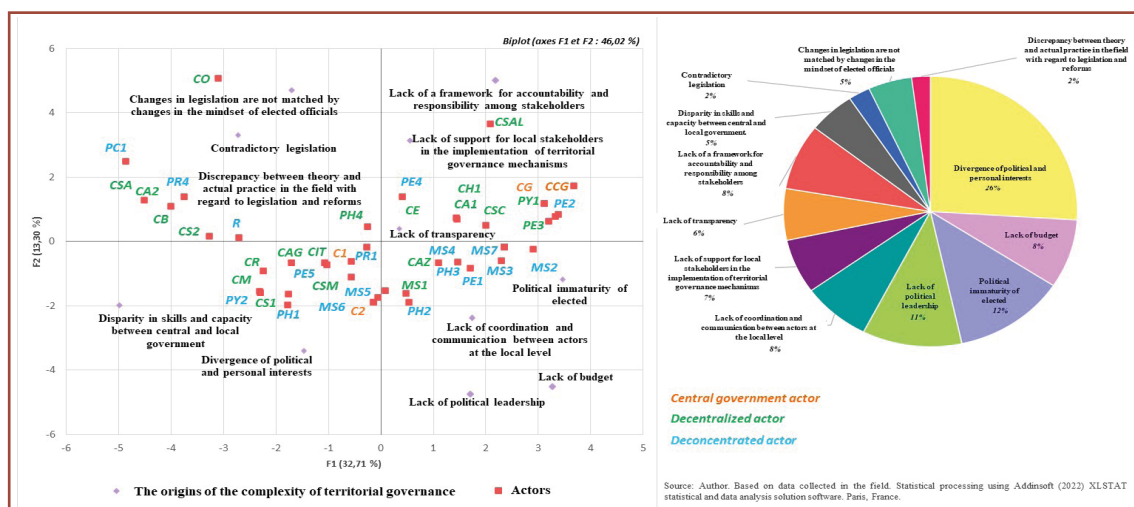 Biplot (axes F1 et F2 : 46,02 %)
6
4
2
0
-2
-4
-6
-6
-5
-4
-3
-2
-1
0
1
2
3
4
5
F2 (13,30 %)
F1 (32,71 %)
CO
Changes in legislation are not matched by
changes in the mindset of elected officials
Lack of a framework for accountability and
responsibility among stakeholders
CSAL
Contradictory legislation
Lack of support for local stakeholders
in the implementation of territorial
governance mechanisms
PC1
CSA
CA2
PR4
CB
Discrepancy between theory and
actual practice in the field with
regard to legislation and reforms
PE4
CH1
CG
CCG
CE
CA1
PY1
PE2
CSC
PE3
CS2
R
PH4
Lack of transparency
CR
CAG
CIT
C1
PR1
MS4
MS7
CAZ
PH3
MS3
MS2
CM
PE5
CSM
MS5
MS1
PE1
Political immaturity of
elected
PY2
CS1
PH1
MS6
C2
PH2
Disparity in skills and capacity
between central and local
government
Divergence of political
and personal interests
Lack of coordination and
communication between actors
at the local level
Lack of budget
Lack of political leadership
The origins of the complexity of territorial governance
Actors
Changes in legislation are not
matched by changes in the
mindset of elected officials
5%
Discrepancy between theory
and actual practice in the field
with regard to legislation and
reforms
2%
Contradictory
legislation
2%
Disparity in skills and
capacity between central and
local government
5%
Lack of a framework for
accountability and
responsibility among
stakeholders
8%
Lack of transparency
6%
Lack of support for local
stakeholders in the
implementation of territorial
governance mechanisms
7%
Lack of coordination and
communication between actors at
the local level
8%
Divergence of political and
personal interests
26%
Lack of budget
8%
Political
immaturity of
elected
12%
Lack of
political
leadership
11%
Central government actor
Decentralized actor
Deconcentrated actor
Source: Author. Based on data collected in the field. Statistical processing using Addinsoft (2022) XLSTAT
statistical and data analysis solution software. Paris, France.